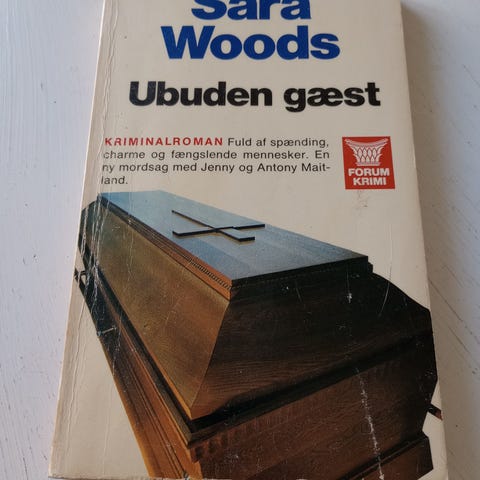 Sara
Woods
Ubuden gæst
KRIMINALROMAN Fuld af spænding,
charme og fængslende mennesker. En
ny mordsag med Jenny og Antony Mait-
land.
FORUM
KRIMI